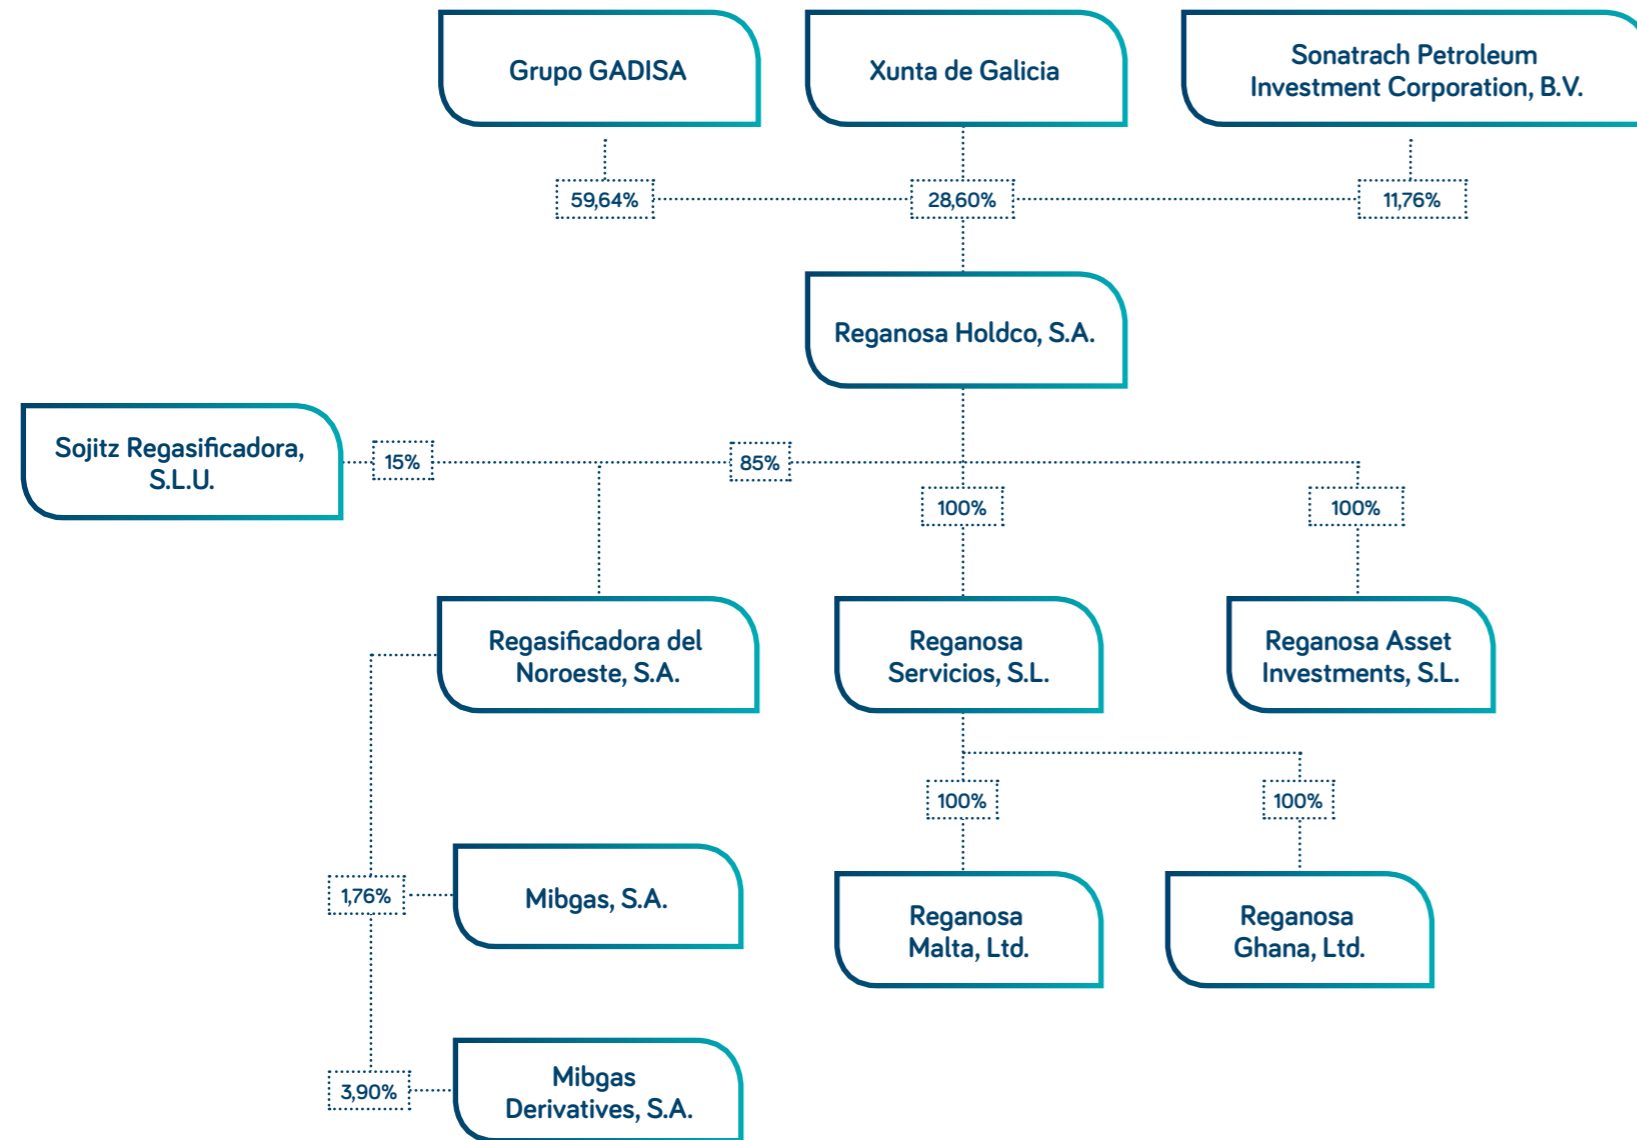 Grupo GADISA
Xunta de Galicia
Sonatrach Petroleum
Investment Corporation, B.V.
59,64%
28,60%
11,76%
Reganosa Holdco, S.A.
Sojitz Regasificadora,
S.L.U.
15%
85%
100%
100%
Regasificadora del
Noroeste, S.A.
Reganosa
Servicios, S.L.
Reganosa Asset
Investments, S.L.
100%
100%
1,76%
Mibgas, S.A.
Reganosa
Malta, Ltd.
Reganosa
Ghana, Ltd.
3,90%
Mibgas
Derivatives, S.A.